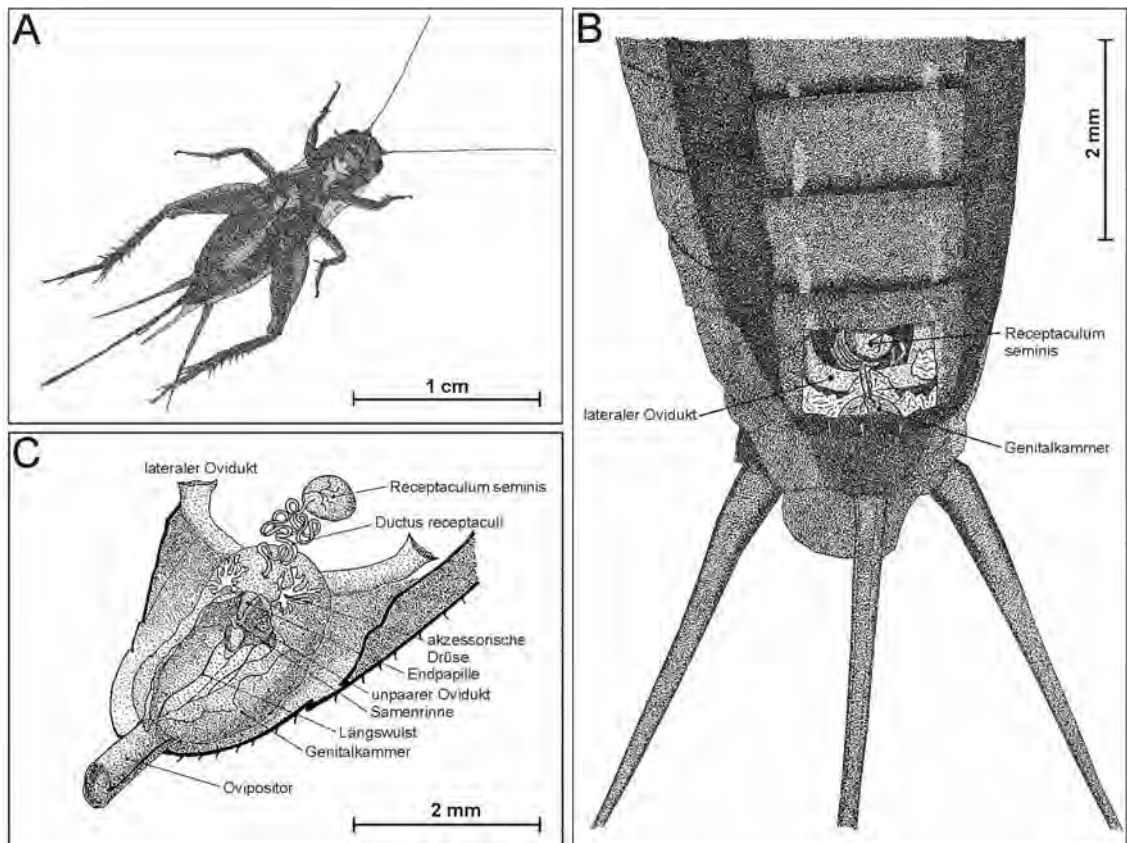 A
1 cm
B
2 mm
Receptaculum
seminis
lateraler Ovidukt
Genitalkammer
C
lateraler Ovidukt
Receptaculum seminis
Ductus receptaculi
akzessorische
Drüse
Endpapille
unpaarer Ovidukt
Samenrinne
Längswulst
Genitalkammer
Ovipositor
2 mm